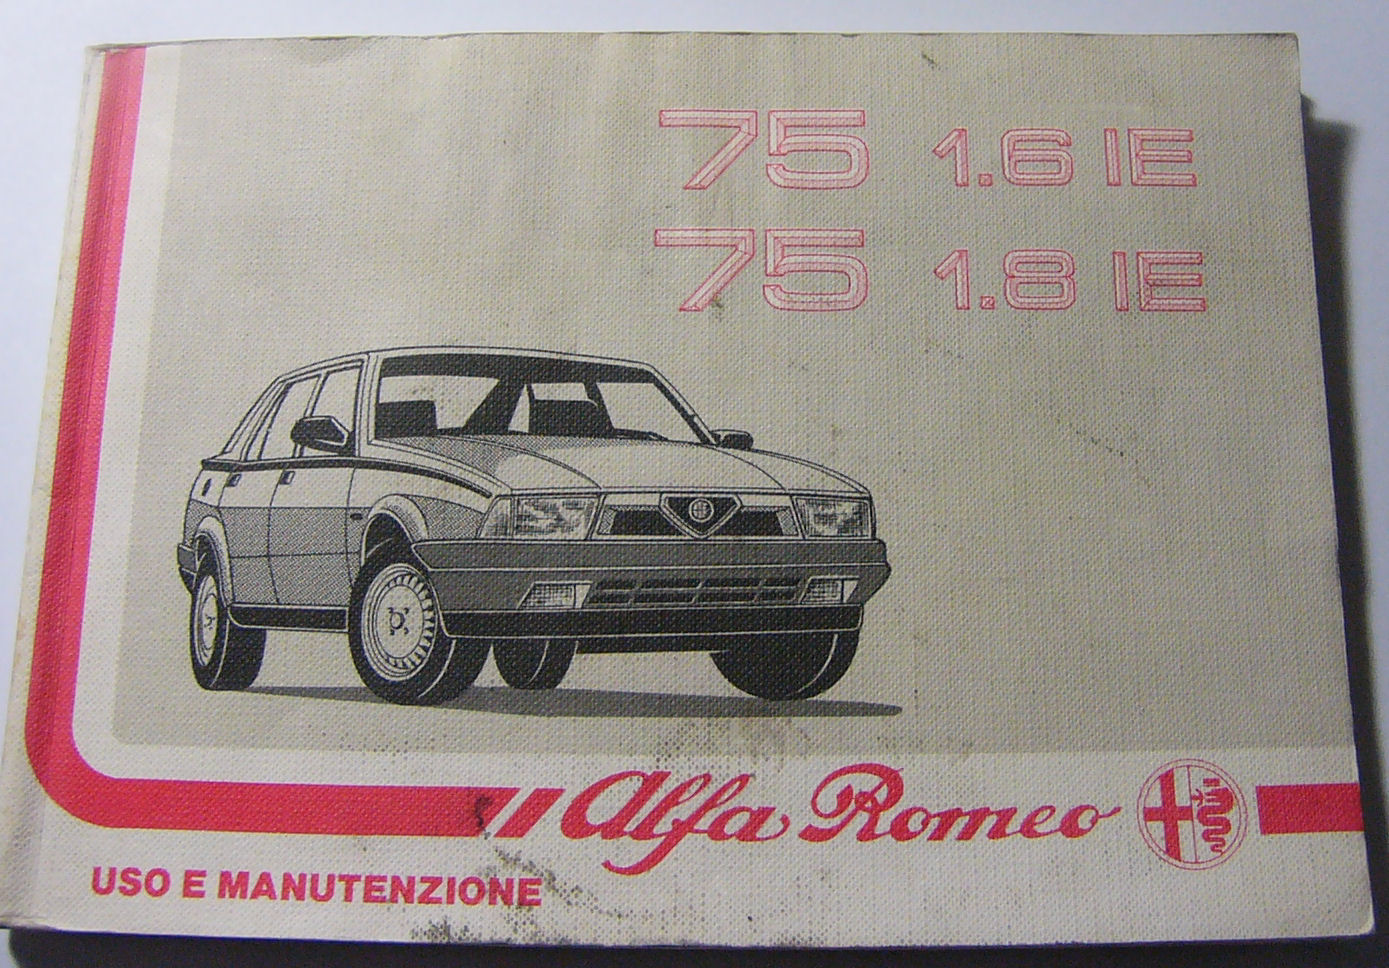 75 1.6 IE
75 1.8 IE
Alfa Romeo
USO E MANUTENZIONE